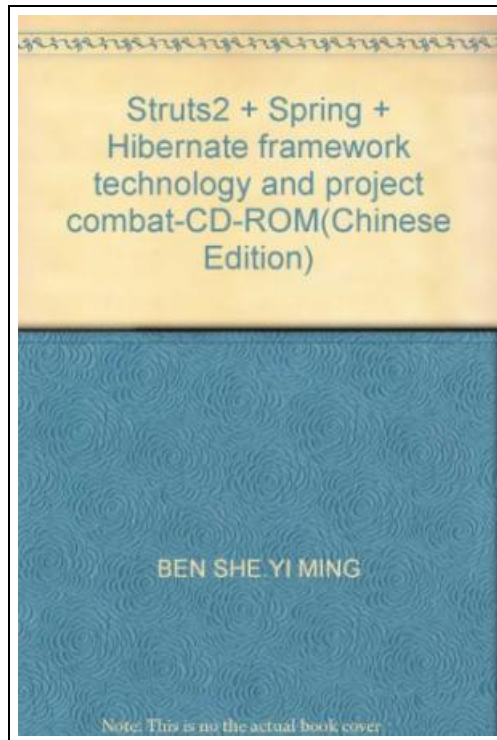 Struts2 + Spring +
Hibernate framework
technology and project
combat-CD-ROM(Chinese
Edition)
BEN SHE.YI MING
Note: This is no the actual book cover